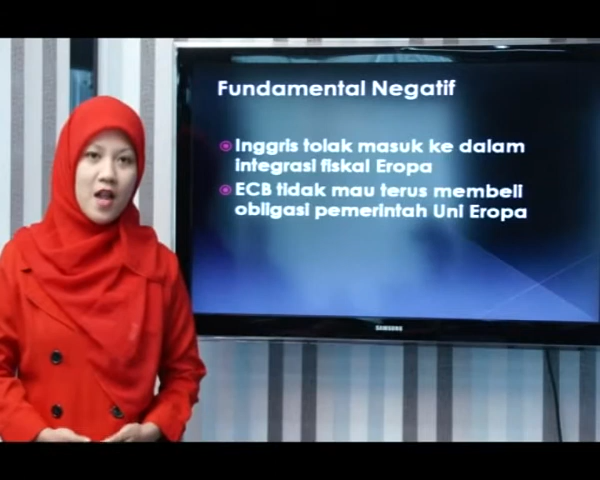 Fundamental Negatif
Inggris tolak masuk ke dalam
integrasi fiskal Eropa
ECB tidak mau terus membeli
obligasi pemerintah Uni Eropa
SAMSUNG